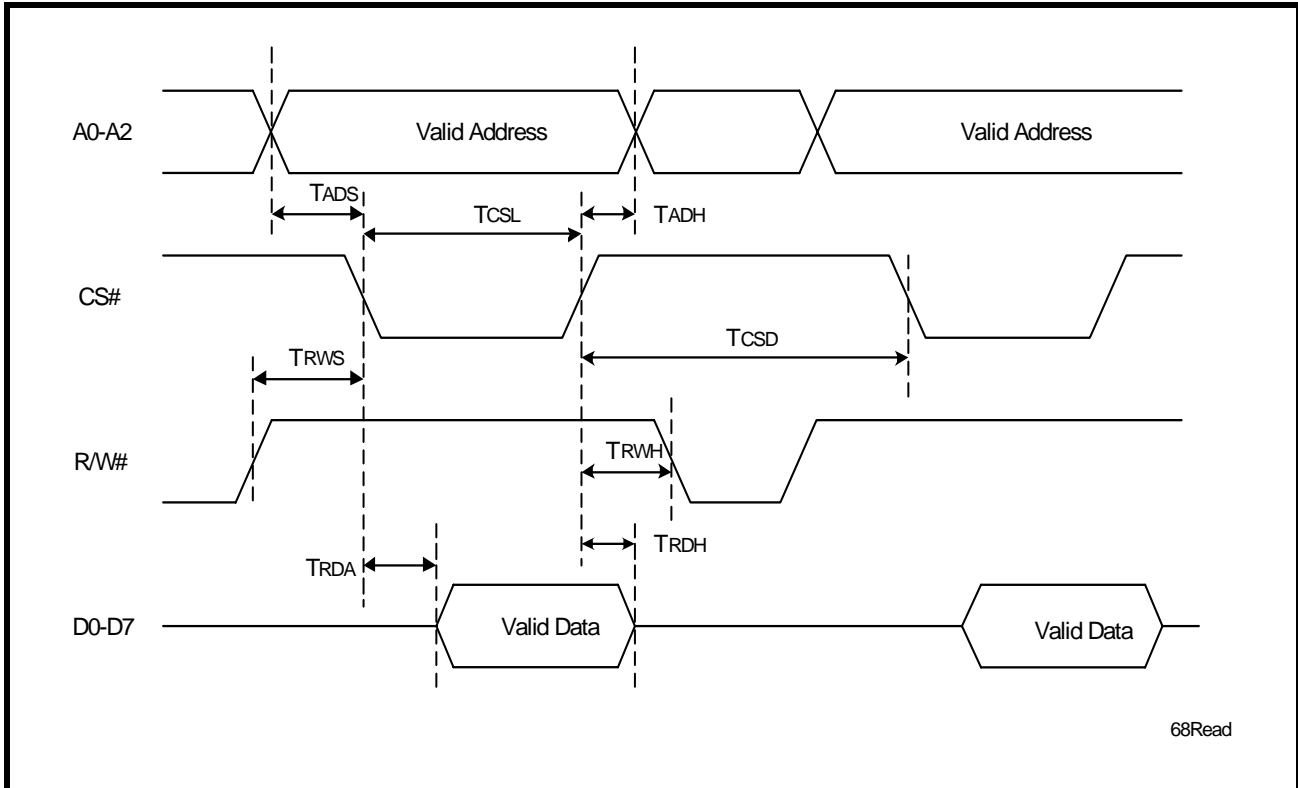 A0-A2
Valid Address
Valid Address
TADS
TCSL
TADH
CS#
TCSD
TRWS
R/W#
TRWH
TRDH
TRDA
D0-D7
Valid Data
Valid Data
68Read